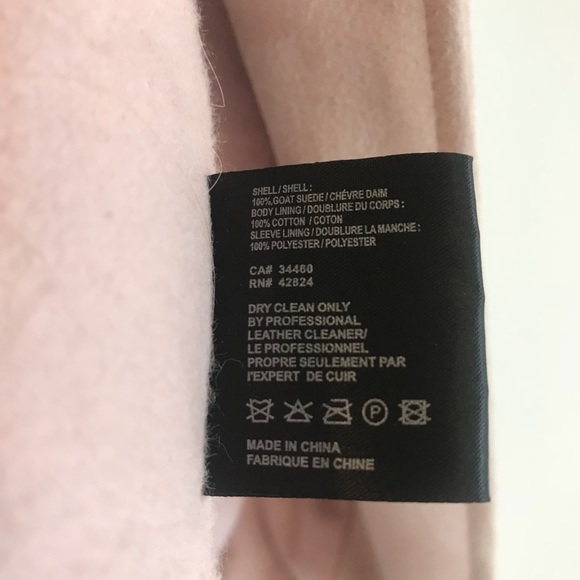 SHELL/SHELL:
100%,GOAT SUEDE/ CHÉVRE DAIM
BODY LINING / DOUBLURE DU CORPS:
100% COTTON / COTON
SLEEVE LINING / DOUBLURE LA MANCHE:
100% POLYESTER / POLYESTER
CA# 34460
RN# 42824
DRY CLEAN ONLY
BY PROFESSIONAL
LEATHER CLEANER/
LE PROFESSIONNEL
PROPRE SEULEMENT PAR
l'EXPERT DE CUIR
P
MADE IN CHINA
FABRIQUE EN CHINE